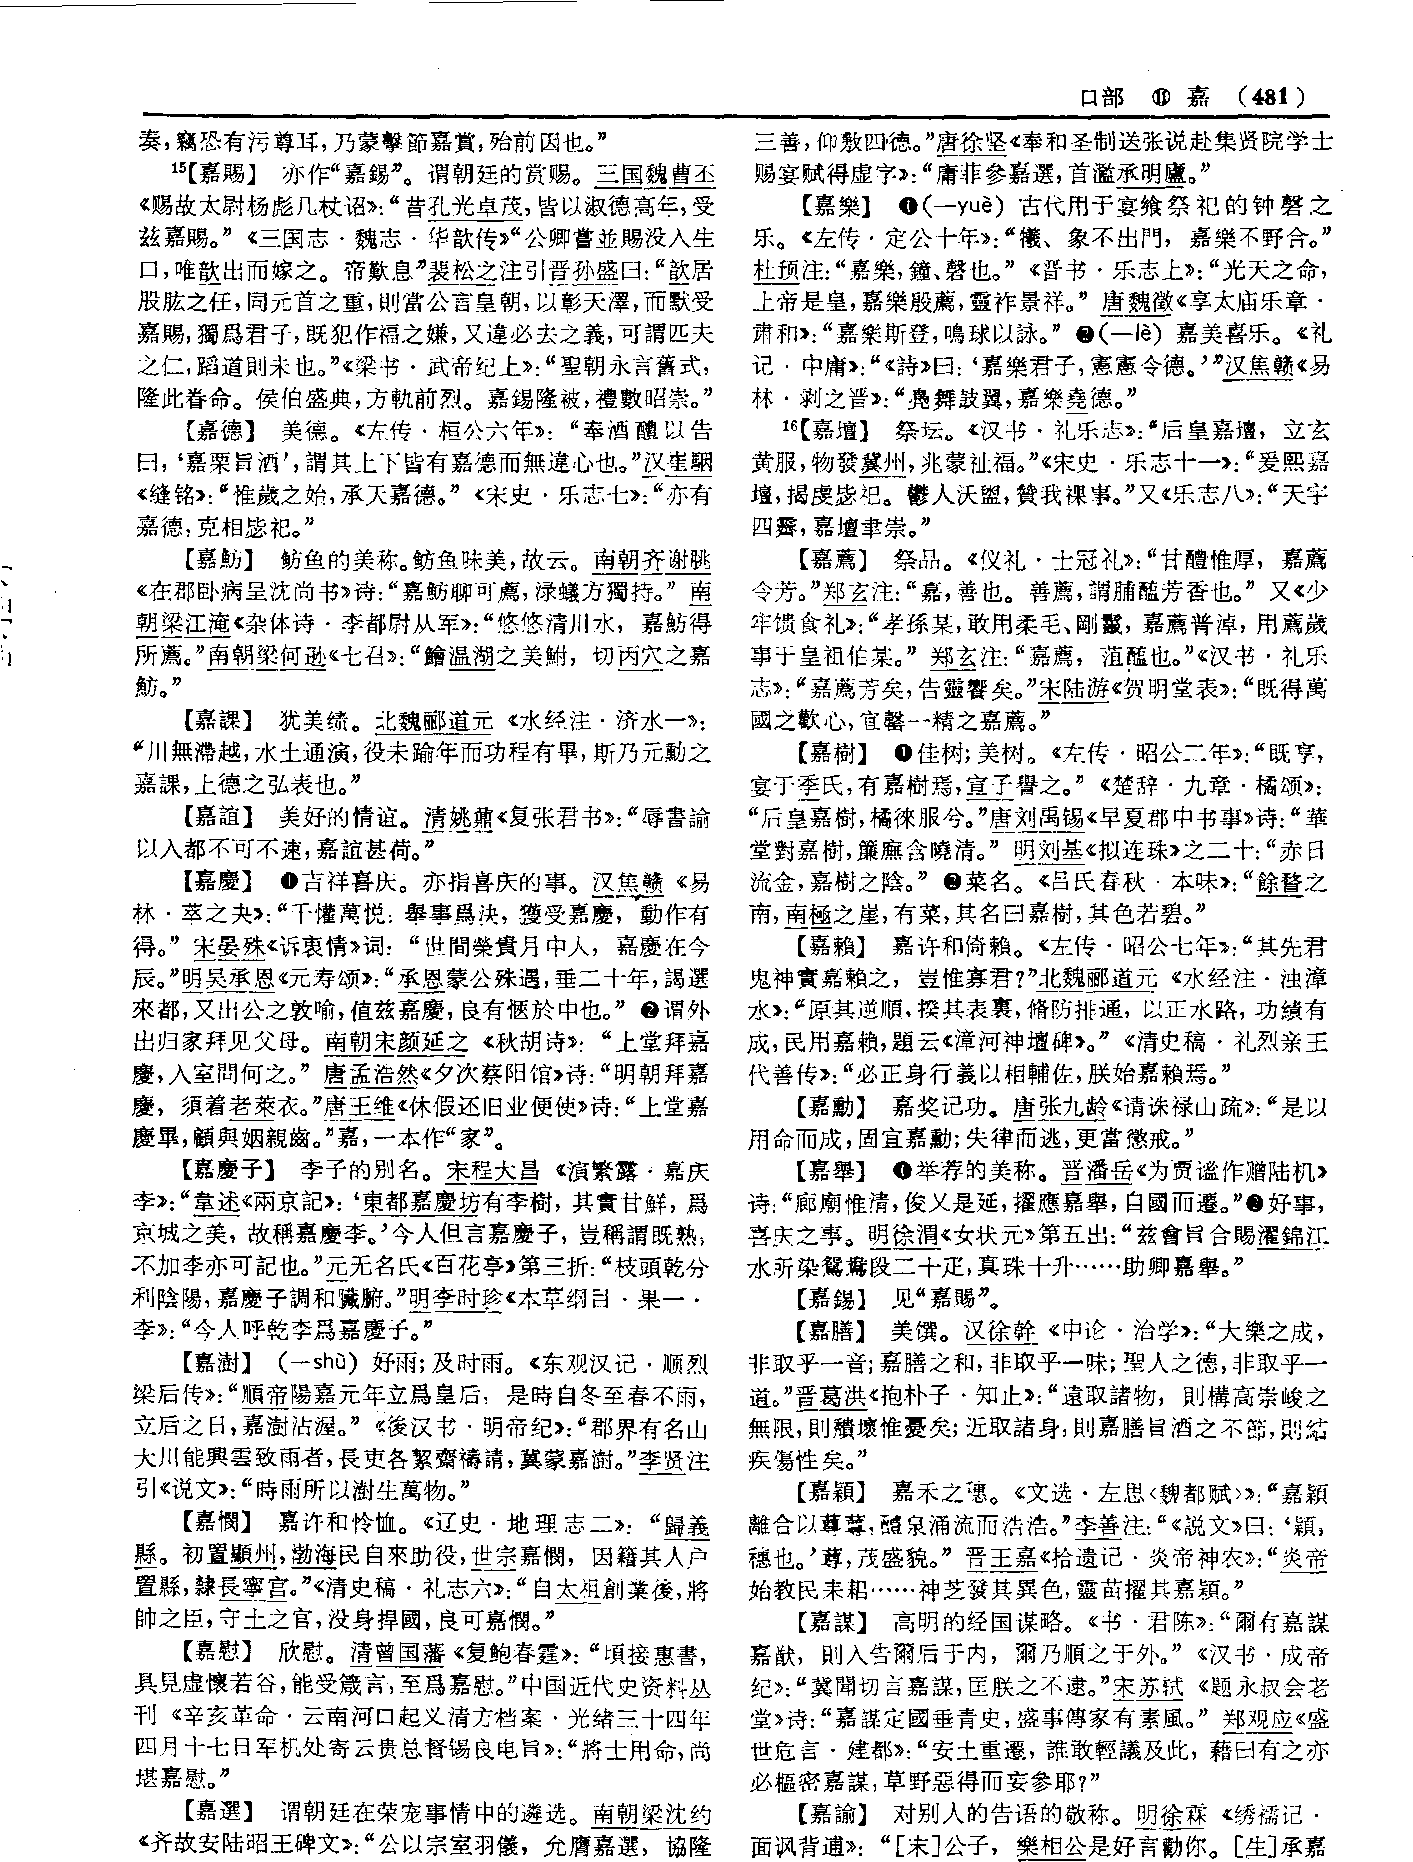 口部 ⑪ 嘉 （481）
奏，竊恐有污尊耳，乃蒙擊節嘉賞，殆前因也。”
15【嘉賜】 亦作“嘉錫”。谓朝廷的赏赐。三国魏曹丕
《赐故太尉杨彪几杖诏》：“昔孔光卓茂，皆以淑德高年，受
兹嘉賜。”《三国志·魏志·华歆传》“公卿嘗並賜没入生
口，唯歆出而嫁之。帝歎息”裴松之注引晋孙盛曰：“歆居
股肱之任，同元首之重，則當公言皇朝，以彰天澤，而默受
嘉賜，獨爲君子，既犯作福之嫌，又違必去之義，可謂匹夫
之仁，蹈道則未也。”《梁书·武帝纪上》：“聖朝永言舊式，
隆此眷命。侯伯盛典，方軌前烈。嘉錫隆被，禮數昭崇。”
【嘉德】 美德。《左传·桓公六年》：“奉酒醴以告
曰，‘嘉栗旨酒’，謂其上下皆有嘉德而無違心也。”汉崔駰
《缝铭》：“惟歲之始，承天嘉德。”《宋史·乐志七》：“亦有
嘉德，克相毖祀。”
【嘉魴】 鲂鱼的美称。鲂鱼味美，故云。南朝齐谢朓
《在郡卧病呈沈尚书》诗：“嘉魴聊可薦，渌蟻方獨持。”南
朝梁江淹《杂体诗·李都尉从军》：“悠悠清川水，嘉魴得
所薦。”南朝梁何逊《七召》：“鱠温湖之美鮒，切丙穴之嘉
魴。”
【嘉課】 犹美绩。北魏郦道元《水经注·济水一》：
“川無滯越，水土通演，役未踰年而功程有畢，斯乃元勳之
嘉課，上德之弘表也。”
【嘉誼】 美好的情谊。清姚鼐《复张君书》：“辱書諭
以入都不可不速，嘉誼甚荷。”
【嘉慶】 ❶吉祥喜庆。亦指喜庆的事。汉焦赣《易
林·萃之夬》：“千懽萬悦，舉事爲決，獲受嘉慶，動作有
得。”宋晏殊《诉衷情》词：“世間榮貴月中人，嘉慶在今
辰。”明吴承恩《元寿颂》：“承恩蒙公殊遇，垂二十年，謁選
來都，又出公之敦喻，值兹嘉慶，良有愜於中也。”❷谓外
出归家拜见父母。南朝宋颜延之《秋胡诗》：“上堂拜嘉
慶，入室問何之。”唐孟浩然《夕次蔡阳馆》诗：“明朝拜嘉
慶，須着老萊衣。”唐王维《休假还旧业便使》诗：“上堂嘉
慶畢，顧與姻親齒。”嘉，一本作“家”。
【嘉慶子】 李子的别名。宋程大昌《演繁露·嘉庆
李》：“韋述《兩京記》：‘東都嘉慶坊有李樹，其實甘鮮，爲
京城之美，故稱嘉慶李。’今人但言嘉慶子，豈稱謂既熟，
不加李亦可記也。”元无名氏《百花亭》第三折：“枝頭乾分
利陰陽，嘉慶子調和臟腑。”明李时珍《本草纲目·果一·
李》：“今人呼乾李爲嘉慶子。”
【嘉澍】 （—shù）好雨；及时雨。《东观汉记·顺烈
梁后传》：“順帝陽嘉元年立爲皇后，是時自冬至春不雨，
立后之日，嘉澍沾渥。”《後汉书·明帝纪》：“郡界有名山
大川能興雲致雨者，長吏各絜齋禱請，冀蒙嘉澍。”李贤注
引《说文》：“時雨所以澍生萬物。”
【嘉憫】 嘉许和怜恤。《辽史·地理志二》：“歸義
縣。初置顯州，渤海民自來助役，世宗嘉憫，因籍其人户
置縣，隸長寧宫。”《清史稿·礼志六》：“自太祖創業後，將
帥之臣，守土之官，没身捍國，良可嘉憫。”
【嘉慰】 欣慰。清曾国藩《复鲍春霆》：“頃接惠書，
具見虚懷若谷，能受箴言，至爲嘉慰。”中国近代史资料丛
刊《辛亥革命·云南河口起义清方档案·光绪三十四年
四月十七日军机处寄云贵总督锡良电旨》：“將士用命，尚
堪嘉慰。”
【嘉選】 谓朝廷在荣宠事情中的遴选。南朝梁沈约
《齐故安陆昭王碑文》：“公以宗室羽儀，允膺嘉選，協隆
三善，仰敷四德。”唐徐坚《奉和圣制送张说赴集贤院学士
赐宴赋得虚字》：“庸菲參嘉選，首濫承明廬。”
【嘉樂】 ❶（—yuè）古代用于宴飨祭祀的钟磬之
乐。《左传·定公十年》：“犧、象不出門，嘉樂不野合。”
杜预注：“嘉樂，鐘、磬也。”《晋书·乐志上》：“光天之命，
上帝是皇，嘉樂殷薦，靈祚景祥。”唐魏徵《享太庙乐章·
肃和》：“嘉樂斯登，鳴球以詠。”❷（—lè）嘉美喜乐。《礼
记·中庸》：“《詩》曰：‘嘉樂君子，憲憲令德。’”汉焦赣《易
林·剥之晋》：“鳧舞鼓翼，嘉樂堯德。”
16【嘉壇】 祭坛。《汉书·礼乐志》：“后皇嘉壇，立玄
黄服，物發冀州，兆蒙祉福。”《宋史·乐志十一》：“爰熙嘉
壇，揭虔毖祀。鬱人沃盥，贊我祼事。”又《乐志八》：“天宇
四霽，嘉壇聿崇。”
【嘉薦】 祭品。《仪礼·士冠礼》：“甘醴惟厚，嘉薦
令芳。”郑玄注：“嘉，善也。善薦，謂脯醢芳香也。”又《少
牢馈食礼》：“孝孫某，敢用柔毛、剛鬣，嘉薦普淖，用薦歲
事于皇祖伯某。”郑玄注：“嘉薦，菹醢也。”《汉书·礼乐
志》：“嘉薦芳矣，告靈饗矣。”宋陆游《贺明堂表》：“既得萬
國之歡心，宜罄一精之嘉薦。”
【嘉樹】 ❶佳树；美树。《左传·昭公二年》：“既享，
宴于季氏，有嘉樹焉，宣子譽之。”《楚辞·九章·橘颂》：
“后皇嘉樹，橘徠服兮。”唐刘禹锡《早夏郡中书事》诗：“華
堂對嘉樹，簾廡含曉清。”明刘基《拟连珠》之二十：“赤日
流金，嘉樹之陰。”❷菜名。《吕氏春秋·本味》：“餘瞀之
南，南極之崖，有菜，其名曰嘉樹，其色若碧。”
【嘉賴】 嘉许和倚赖。《左传·昭公七年》：“其先君
鬼神實嘉賴之，豈惟寡君？”北魏郦道元《水经注·浊漳
水》：“原其逆順，揆其表裏，脩防排通，以正水路，功績有
成，民用嘉賴，題云《漳河神壇碑》。”《清史稿·礼烈亲王
代善传》：“必正身行義以相輔佐，朕始嘉賴焉。”
【嘉勳】 嘉奖记功。唐张九龄《请诛禄山疏》：“是以
用命而成，固宜嘉勳；失律而逃，更當懲戒。”
【嘉舉】 ❶举荐的美称。晋潘岳《为贾谧作赠陆机》
诗：“廊廟惟清，俊乂是延，擢應嘉舉，自國而遷。”❷好事，
喜庆之事。明徐渭《女状元》第五出：“兹會旨合賜濯錦江
水所染鴛鴦段二十疋，真珠十升……助卿嘉舉。”
【嘉錫】 见“嘉賜”。
【嘉膳】 美馔。汉徐幹《中论·治学》：“大樂之成，
非取乎一音；嘉膳之和，非取乎一味；聖人之德，非取乎一
道。”晋葛洪《抱朴子·知止》：“遠取諸物，則構高崇峻之
無限，則穨壞惟憂矣；近取諸身，則嘉膳旨酒之不節，則結
疾傷性矣。”
【嘉穎】 嘉禾之穗。《文选·左思〈魏都赋〉》：“嘉穎
離合以蓴蓴，醴泉涌流而浩浩。”李善注：“《説文》曰：‘穎，
穗也。’蓴，茂盛貌。”晋王嘉《拾遗记·炎帝神农》：“炎帝
始教民耒耜……神芝發其異色，靈苗擢其嘉穎。”
【嘉謀】 高明的经国谋略。《书·君陈》：“爾有嘉謀
嘉猷，則入告爾后于内，爾乃順之于外。”《汉书·成帝
纪》：“冀聞切言嘉謀，匡朕之不逮。”宋苏轼《题永叔会老
堂》诗：“嘉謀定國垂青史，盛事傳家有素風。”郑观应《盛
世危言·建都》：“安土重遷，誰敢輕議及此，藉曰有之亦
必樞密嘉謀，草野惡得而妄參耶？”
【嘉諭】 对别人的告语的敬称。明徐霖《绣襦记·
面讽背逋》：“［末］公子，樂相公是好言勸你。［生］承嘉